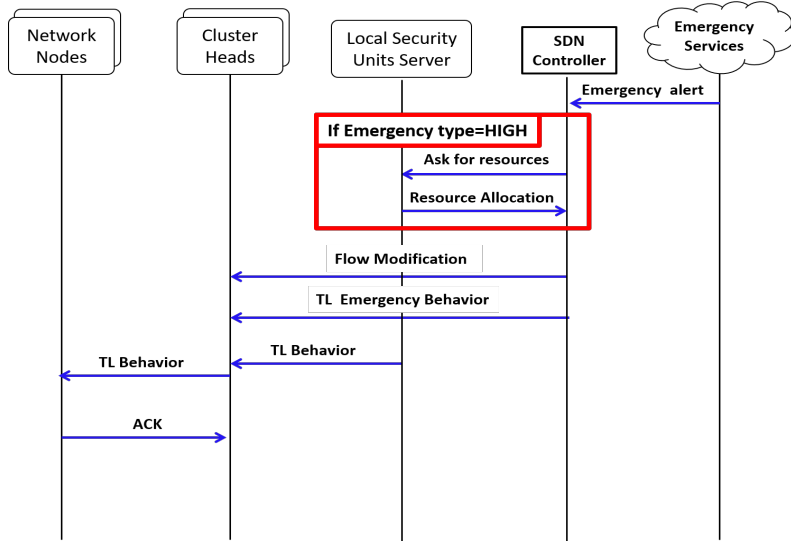 Network
Nodes
Cluster
Heads
Local Security
Units Server
SDN
Controller
Emergency
Services
Emergency alert
If Emergency type=HIGH
Ask for resources
Resource Allocation
Flow Modification
TL Emergency Behavior
TL Behavior
TL Behavior
ACK